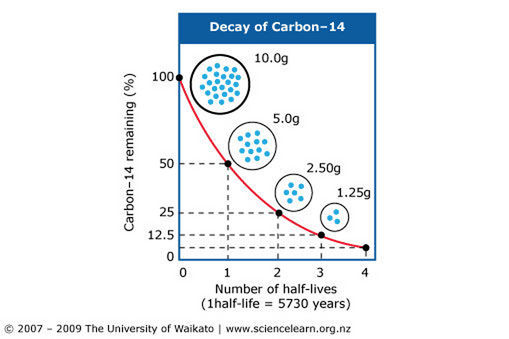 Decay of Carbon–14
10.0g
100
5.0g
50
2.50g
1.25g
25
12.5
0
Carbon–14 remaining (%)
0 1 2 3 4
Number of half-lives
(1half-life = 5730 years)
© 2007 – 2009 The University of Waikato | www.sciencelearn.org.nz